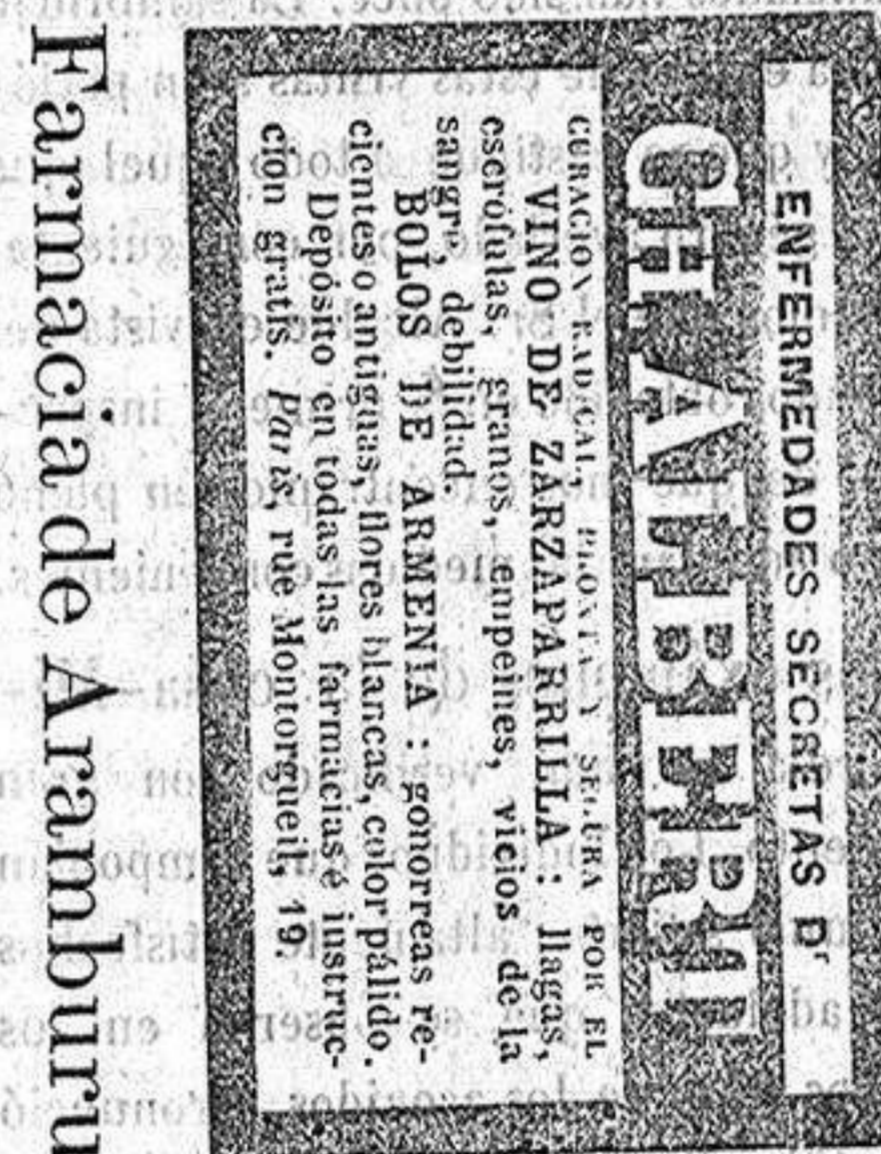 ENFERMEDADES SECRETAS Dr
CH. ALBERT
CURACION RADICAL, PRONTA Y SEGURA POR EL
VINO DE ZARZAPARRILLA : llagas,
escrófulas, granos, empeines, vicios de la
sangre, debilidad.
BOLOS DE ARMENIA : gonorreas re-
cientes o antiguas, flores blancas, color pálido.
Depósito en todas las farmacias é instruc-
cion gratis. Paris, rue Montorgueil, 19.
Farmacia de Aramburu